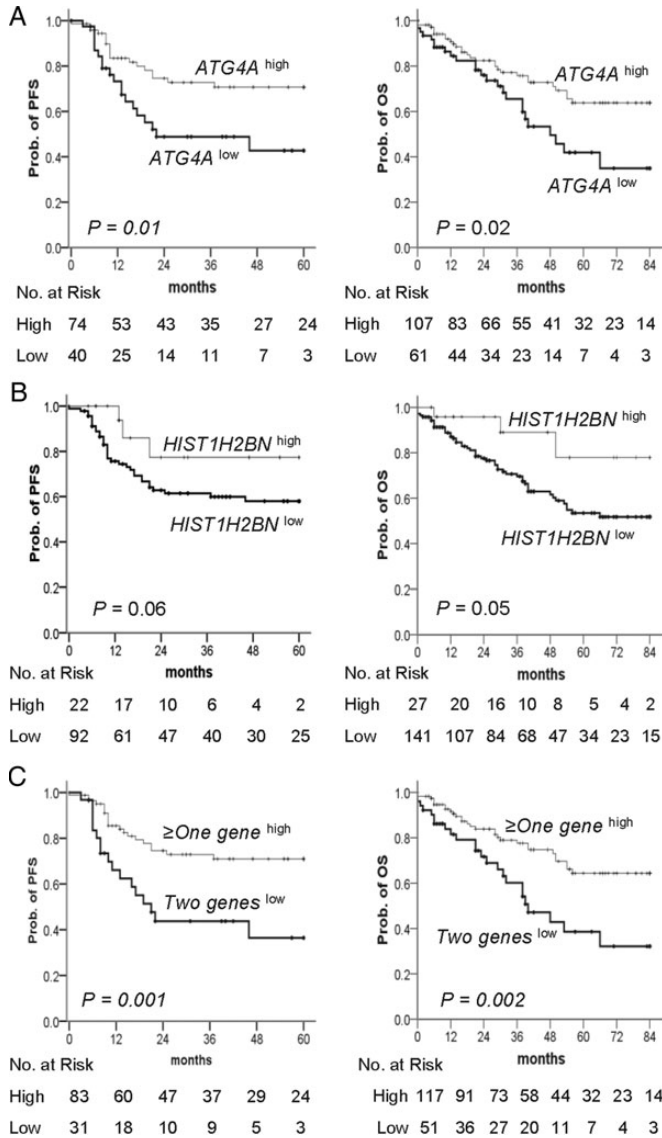 A
Prob. of PFS
1.0
0.8
0.6
0.4
0.2
0.0
ATG4A high
ATG4A low
P = 0.01
0 12 24 36 48 60
months
No. at Risk
High 74 53 43 35 27 24
Low 40 25 14 11 7 3
Prob. of OS
1.0
0.8
0.6
0.4
0.2
0.0
ATG4A high
ATG4A low
P = 0.02
0 12 24 36 48 60 72 84
months
High 107 83 66 55 41 32 23 14
Low 61 44 34 23 14 7 4 3
B
Prob. of PFS
1.0
0.8
0.6
0.4
0.2
0.0
HIST1H2BN high
HIST1H2BN low
P = 0.06
0 12 24 36 48 60
months
No. at Risk
High 22 17 10 6 4 2
Low 92 61 47 40 30 25
Prob. of OS
1.0
0.8
0.6
0.4
0.2
0.0
HIST1H2BN high
HIST1H2BN low
P = 0.05
0 12 24 36 48 60 72 84
months
No. at Risk
High 27 20 16 10 8 5 4 2
Low 141 107 84 68 47 34 23 15
C
Prob. of PFS
1.0
0.8
0.6
0.4
0.2
0.0
≥One gene high
Two genes low
P = 0.001
0 12 24 36 48 60
months
No. at Risk
High 83 60 47 37 29 24
Low 31 18 10 9 5 3
Prob. of OS
1.0
0.8
0.6
0.4
0.2
0.0
≥One gene high
Two genes low
P = 0.002
0 12 24 36 48 60 72 84
months
High 117 91 73 58 44 32 23 14
Low 51 36 27 20 11 7 4 3